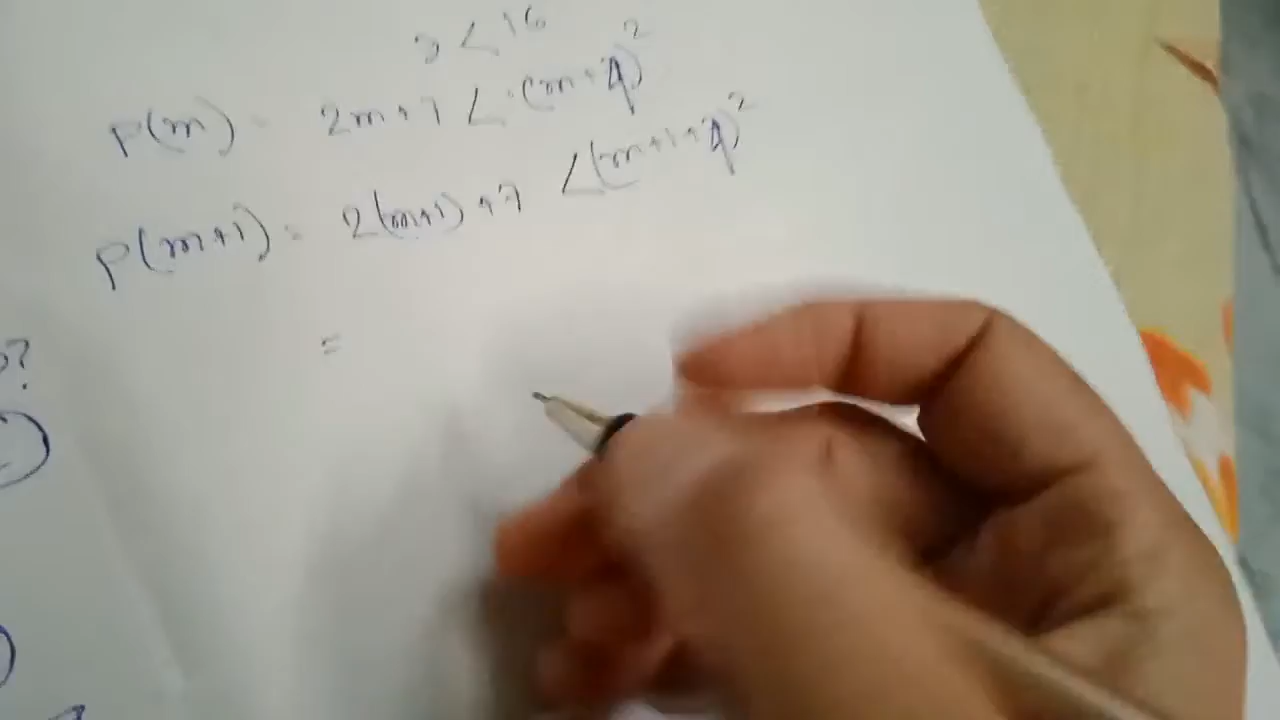 9 < 16
P(m) = 2m+7 < (m+4)²
P(m+1) = 2(m+1)+7 < (m+1+4)²
=
?